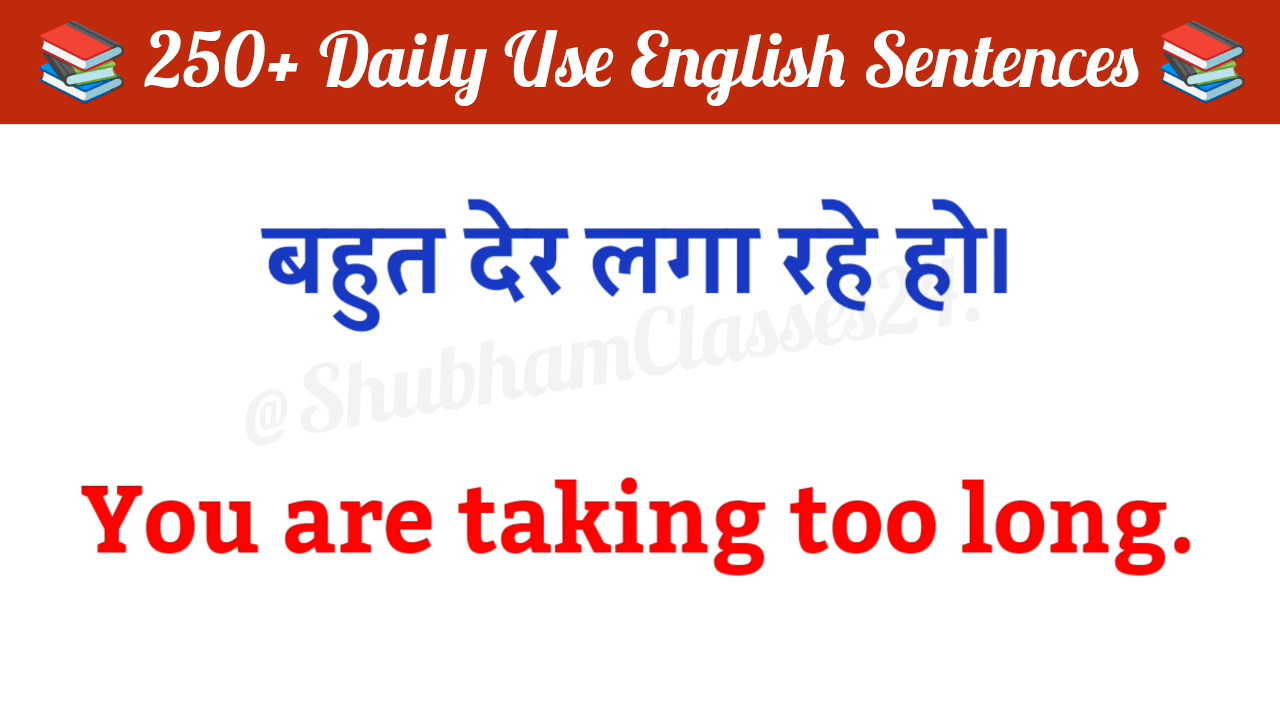 📚 250+ Daily Use English Sentences 📚
बहुत देर लगा रहे हो।
@ShubhamClasses24.
You are taking too long.